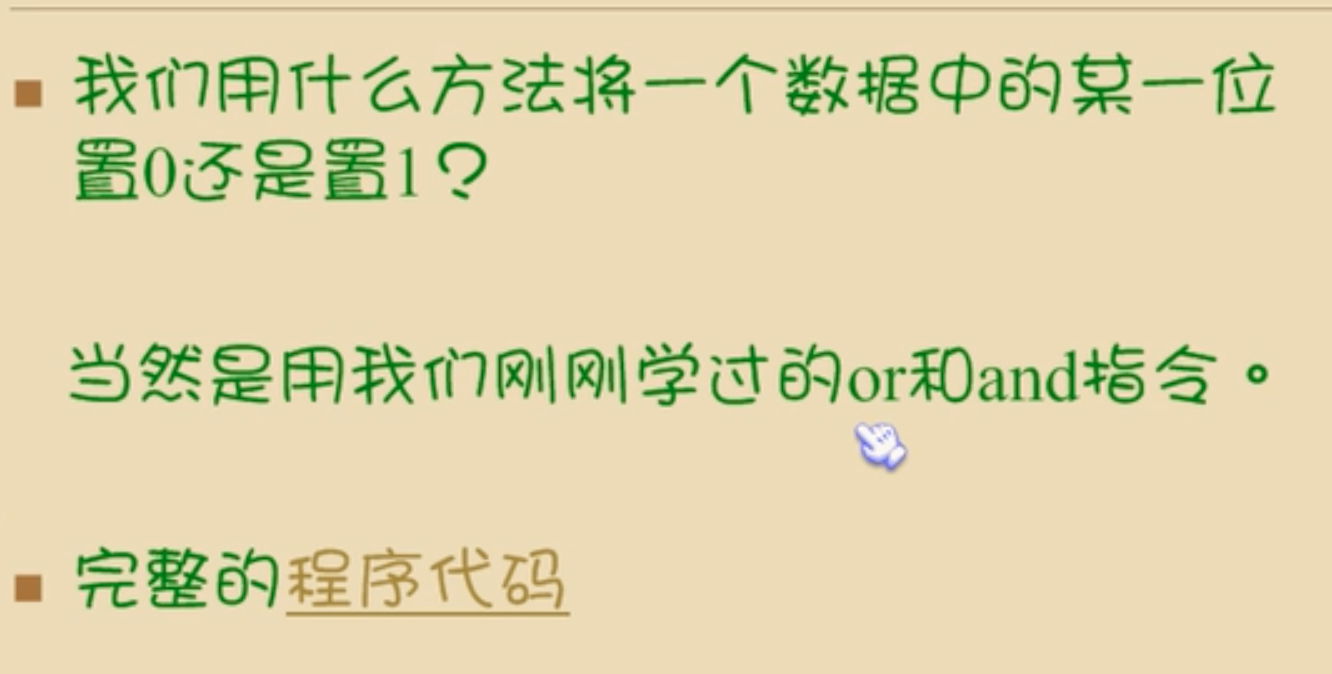 我们用什么方法将一个数据中的某一位
置0还是置1？
当然是用我们刚刚学过的or和and指令。
完整的程序代码